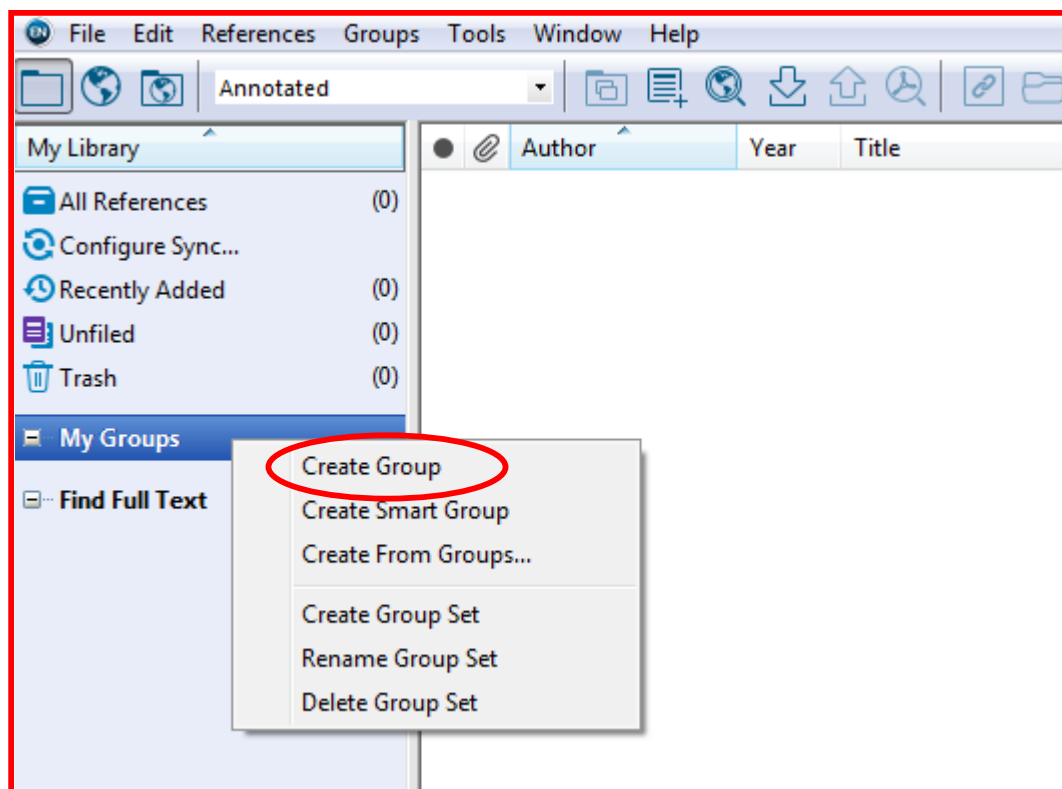 EN File Edit References Groups Tools Window Help
Annotated
My Library
Author Year Title
All References (0)
Configure Sync...
Recently Added (0)
Unfiled (0)
Trash (0)
My Groups
Create Group
Find Full Text
Create Smart Group
Create From Groups...
Create Group Set
Rename Group Set
Delete Group Set